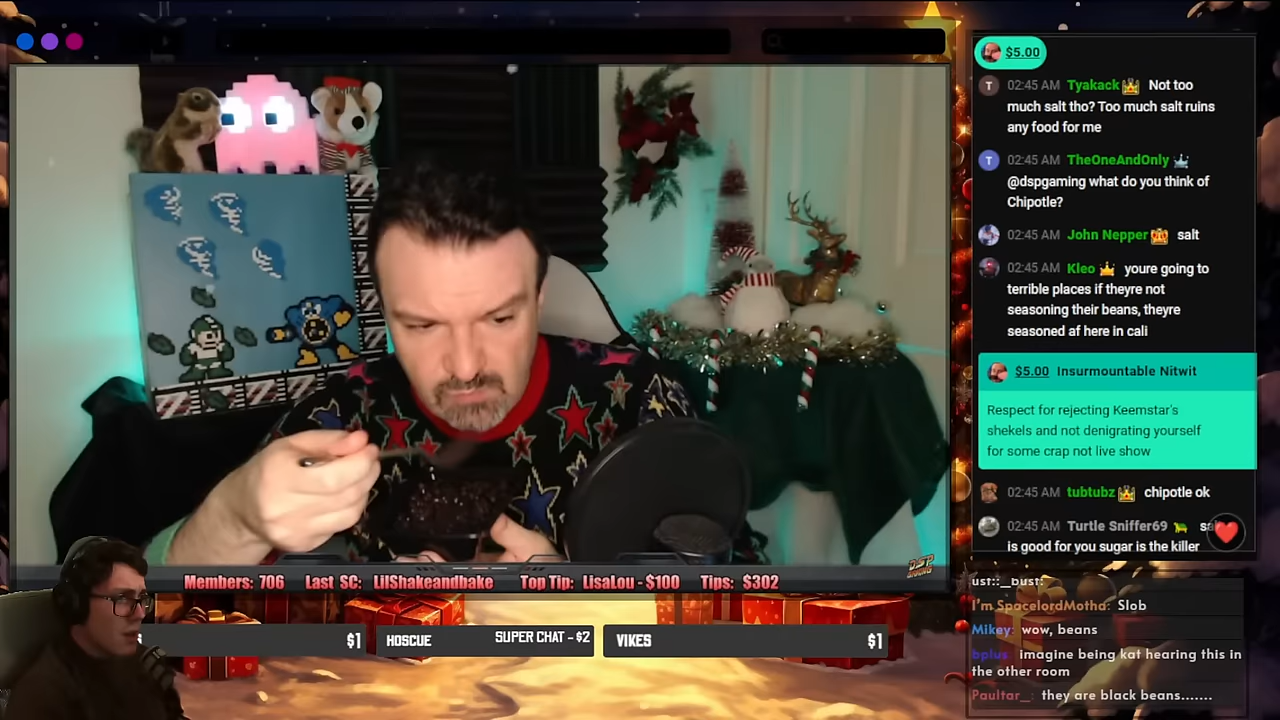 $5.00
02:45 AM Tyakack Not too
much salt tho? Too much salt ruins
any food for me
02:45 AM TheOneAndOnly
@dspgaming what do you think of
Chipotle?
02:45 AM John Nepper salt
02:45 AM Kleo youre going to
terrible places if theyre not
seasoning their beans, theyre
seasoned af here in cali
$5.00 Insurmountable Nitwit
Respect for rejecting Keemstar's
shekels and not denigrating yourself
for some crap not live show
02:45 AM tubtubz chipotle ok
02:45 AM Turtle Sniffer69
is good for you sugar is the killer
Members: 706 Last SC: LilShakeandbake Top Tip: LisaLou - $100 Tips: $302
DSP
GAMING
$1 HOSCUE SUPER CHAT - $2 VIKES $1
ust::_bust:
I'm SpacelordMotha: Slob
Mikey: wow, beans
bplus: imagine being kat hearing this in
the other room
Paultar_: they are black beans.......
T
T